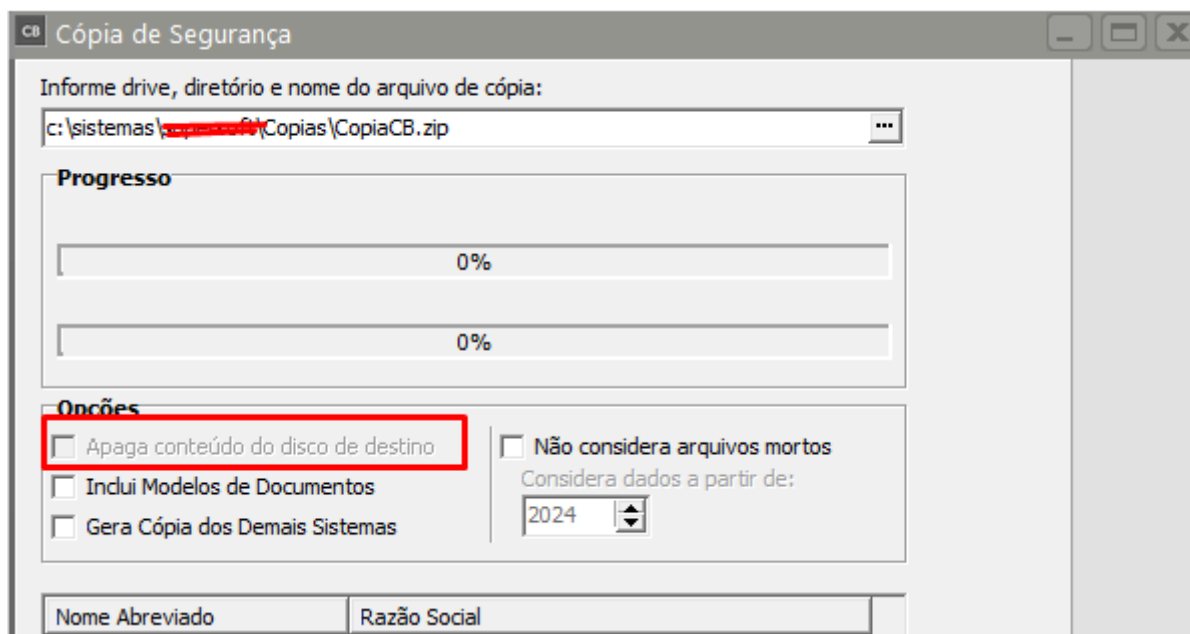 CB Cópia de Segurança
Informe drive, diretório e nome do arquivo de cópia:
c:\sistemas\ \Copias\CopiaCB.zip
...
Progresso
0%
0%
Opções
Apaga conteúdo do disco de destino
Não considera arquivos mortos
Inclui Modelos de Documentos
Considera dados a partir de:
2024
Gera Cópia dos Demais Sistemas
Nome Abreviado Razão Social